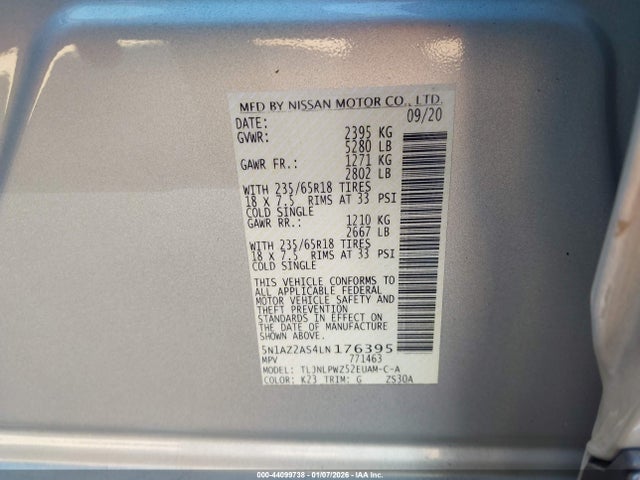 MFD BY NISSAN MOTOR CO., LTD.
DATE: 09/20
GVWR: 2395 KG
5280 LB
GAWR FR.: 1271 KG
2802 LB
WITH 235/65R18 TIRES
18 X 7.5 RIMS AT 33 PSI
COLD SINGLE
GAWR RR.: 1210 KG
2667 LB
WITH 235/65R18 TIRES
18 X 7.5 RIMS AT 33 PSI
COLD SINGLE
THIS VEHICLE CONFORMS TO
ALL APPLICABLE FEDERAL
MOTOR VEHICLE SAFETY AND
THEFT PREVENTION
STANDARDS IN EFFECT ON
THE DATE OF MANUFACTURE
SHOWN ABOVE.
5N1AZ2AS4LN176395
MPV 771463
MODEL: TLJNLPWZ52EUAM-C-A
COLOR: K23 TRIM: G ZS30A
000-44099738 - 01/07/2026 - IAA Inc.